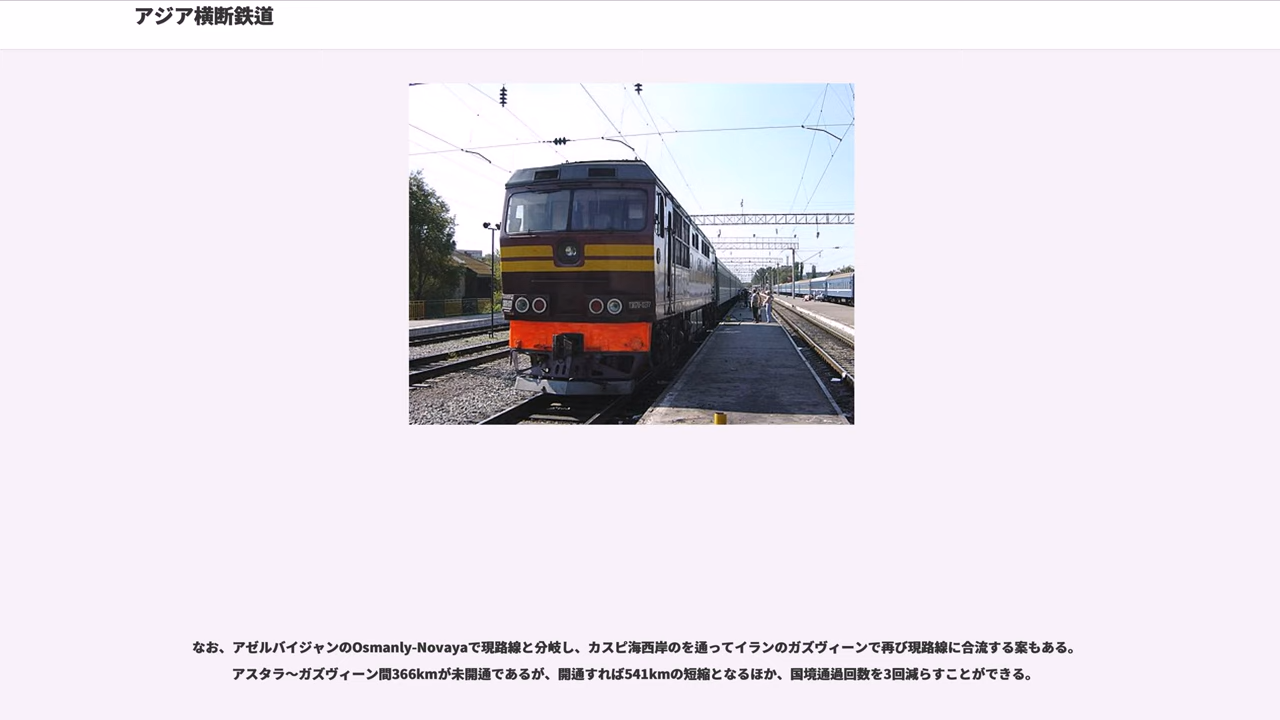 アジア横断鉄道
なお、アゼルバイジャンのOsmanly-Novayaで現路線と分岐し、カスピ海西岸のを通ってイランのガズヴィーンで再び現路線に合流する案もある。
アスタラ〜ガズヴィーン間366kmが未開通であるが、開通すれば541kmの短縮となるほか、国境通過回数を3回減らすことができる。